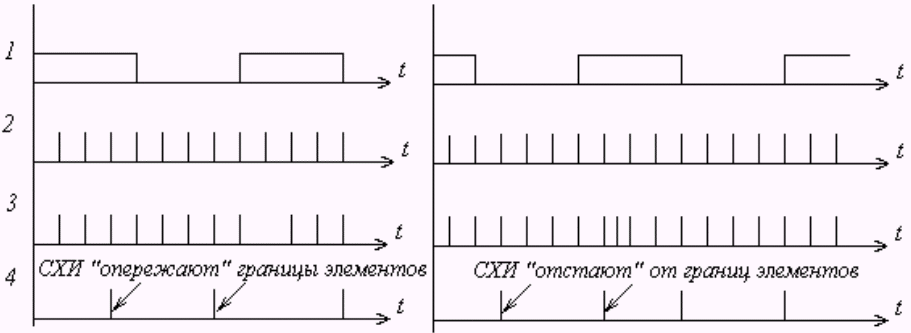 1
t
t
2
t
t
3
t
t
СХИ "опережают" границы элементов
СХИ "отстают" от границ элементов
4
t
t